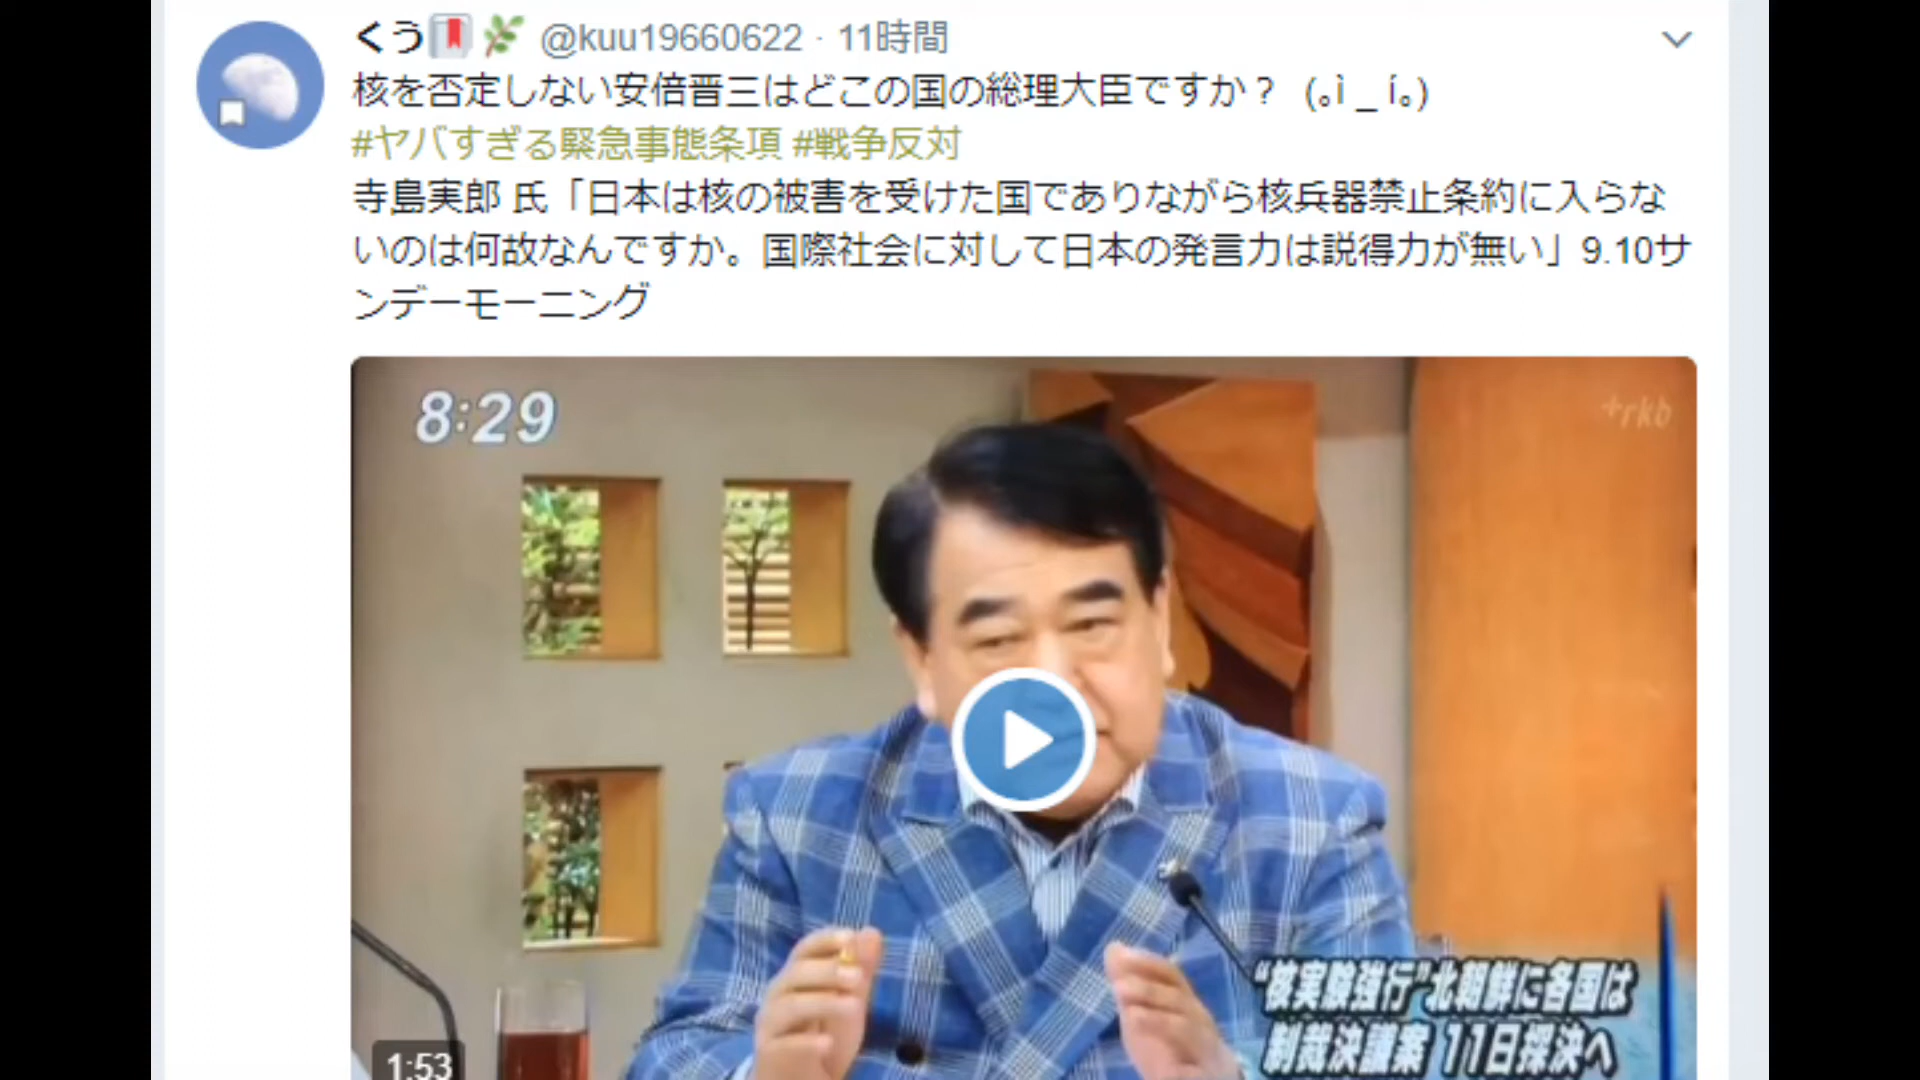 くう @kuu19660622 · 11時間
核を否定しない安倍晋三はどこの国の総理大臣ですか？ (｡ì _ í｡)
#ヤバすぎる緊急事態条項 #戦争反対
寺島実郎 氏「日本は核の被害を受けた国でありながら核兵器禁止条約に入らな
いのは何故なんですか。国際社会に対して日本の発言力は説得力が無い」9.10サ
ンデーモーニング
8:29
+rkb
“核実験強行”北朝鮮に各国は
制裁決議案 11日採決へ
1:53